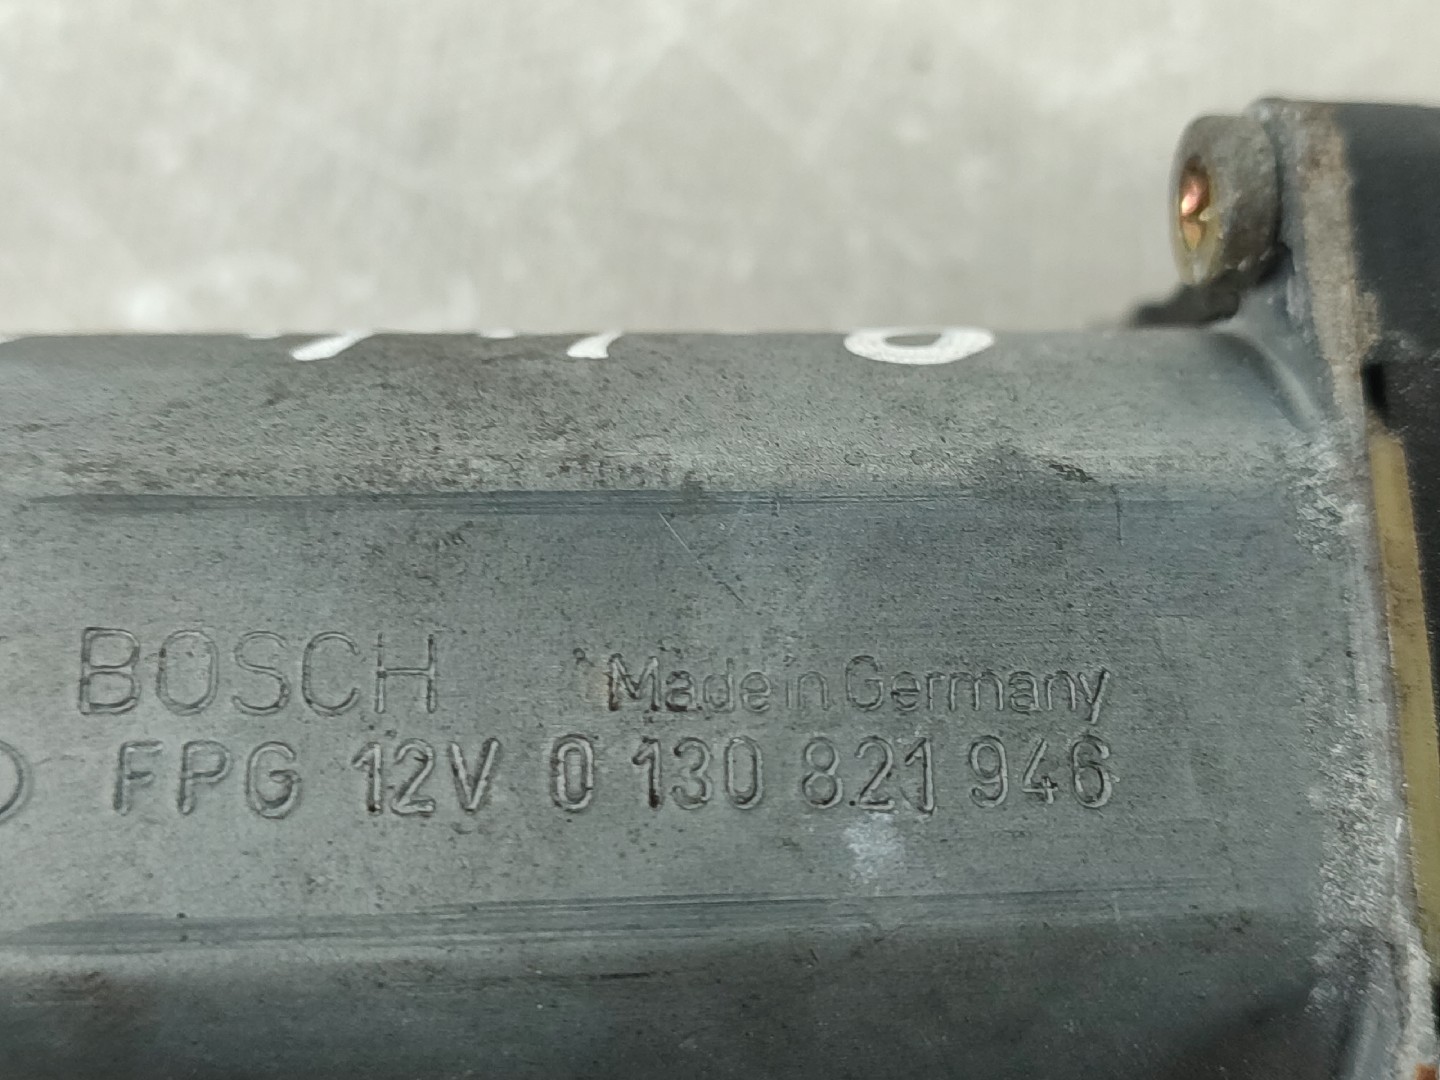 BOSCH Made in Germany
FPG 12V 0 130 821 946